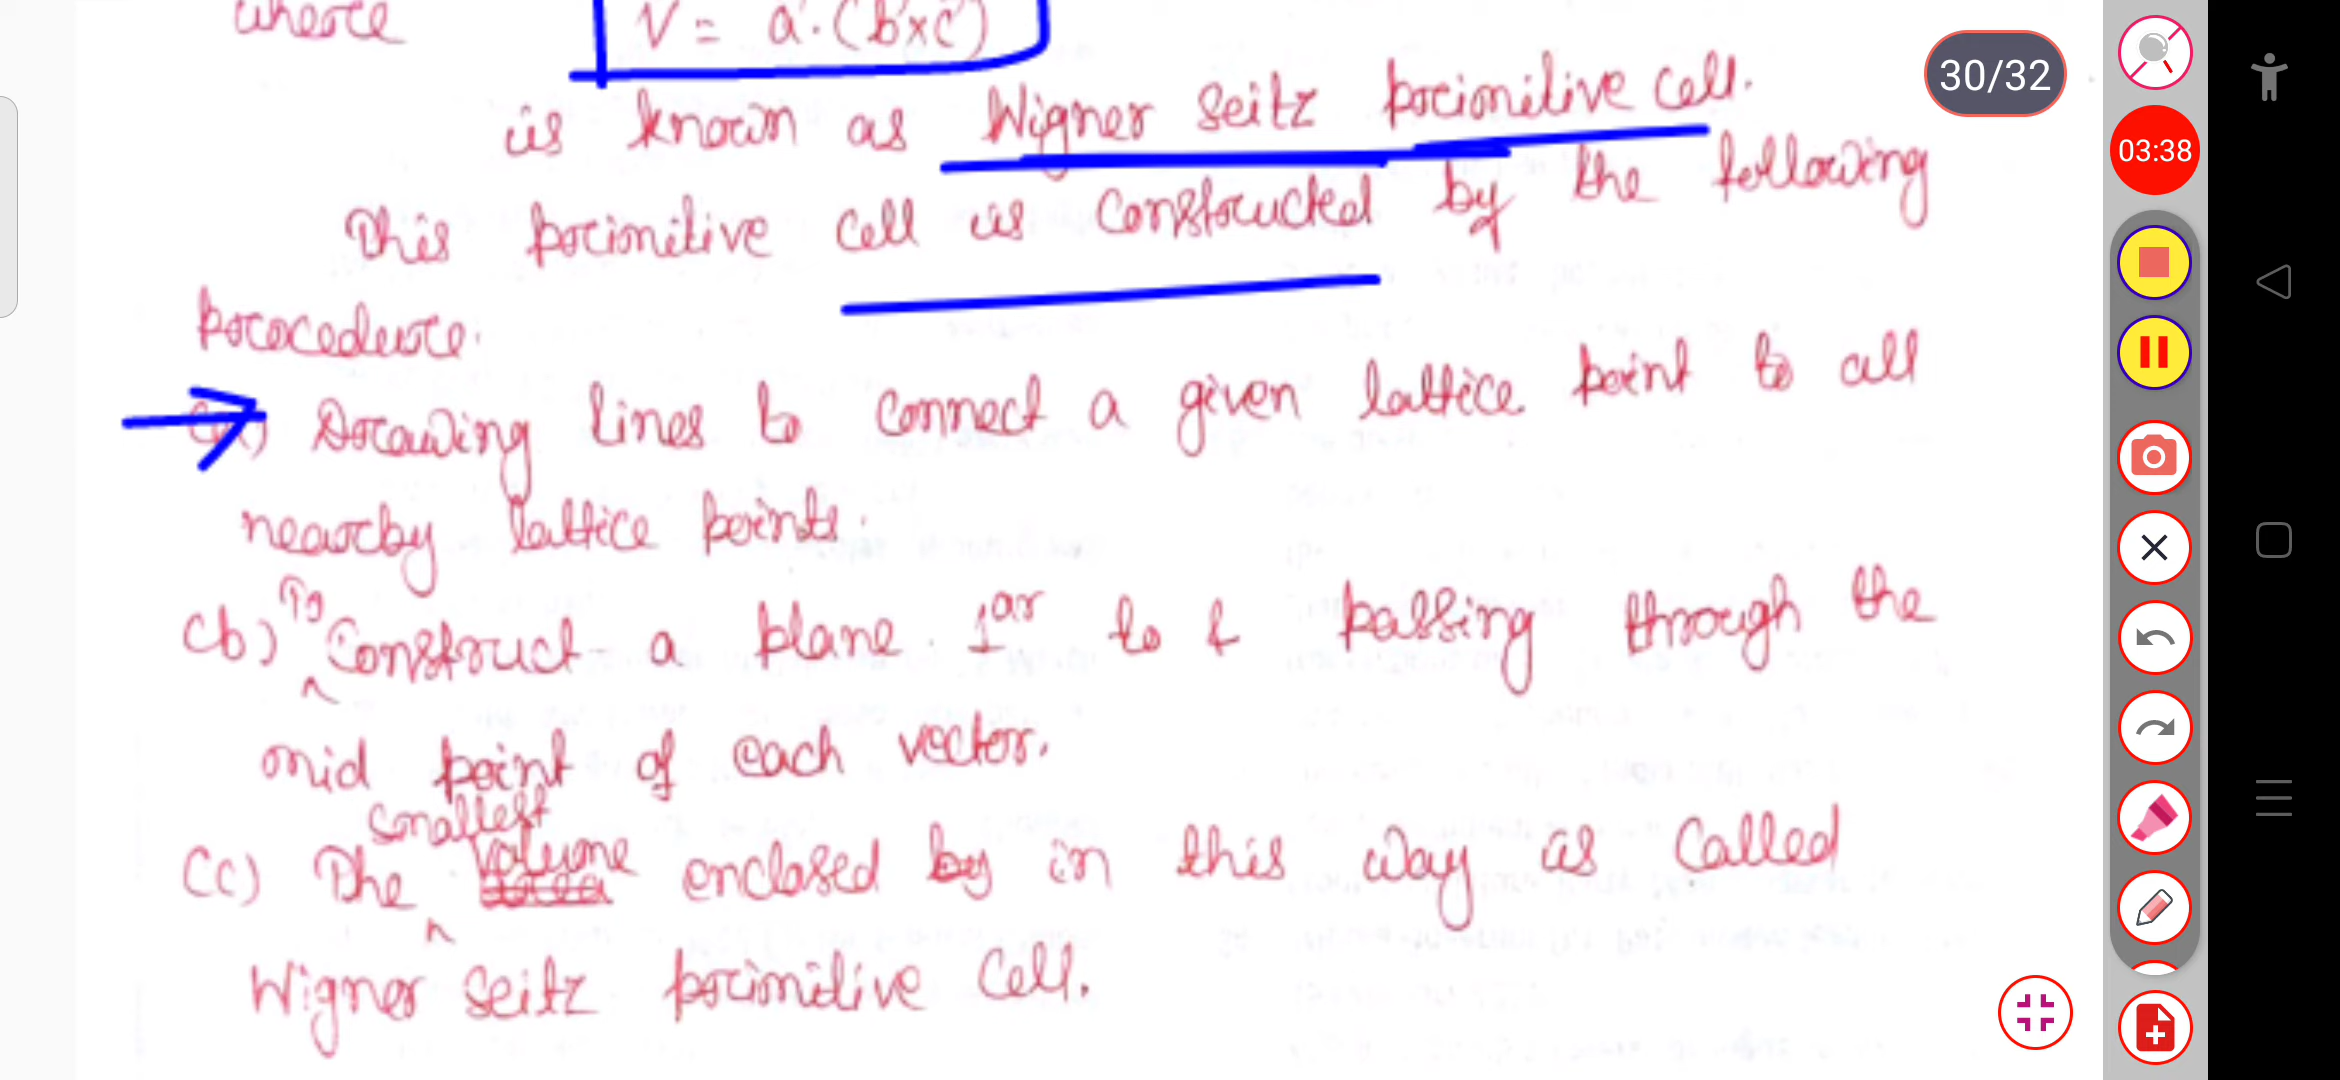 where V = a·(b×c)
is known as Wigner Seitz primitive cell.
This primitive cell is constructed by the following
procedure.
(a) Drawing lines to connect a given lattice point to all
nearby lattice points.
(b) To Construct a plane ⊥ar to & passing through the
mid point of each vector.
(c) The smallest volume enclosed by in this way is called
Wigner Seitz primitive cell.
30/32
03:38